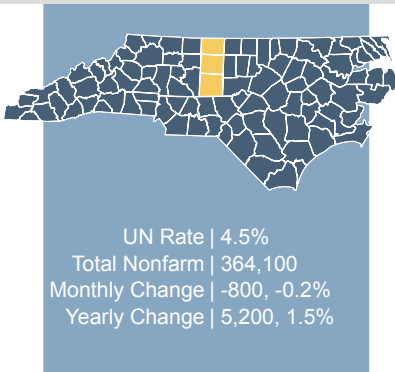 UN Rate | 4.5%
Total Nonfarm | 364,100
Monthly Change | -800, -0.2%
Yearly Change | 5,200, 1.5%